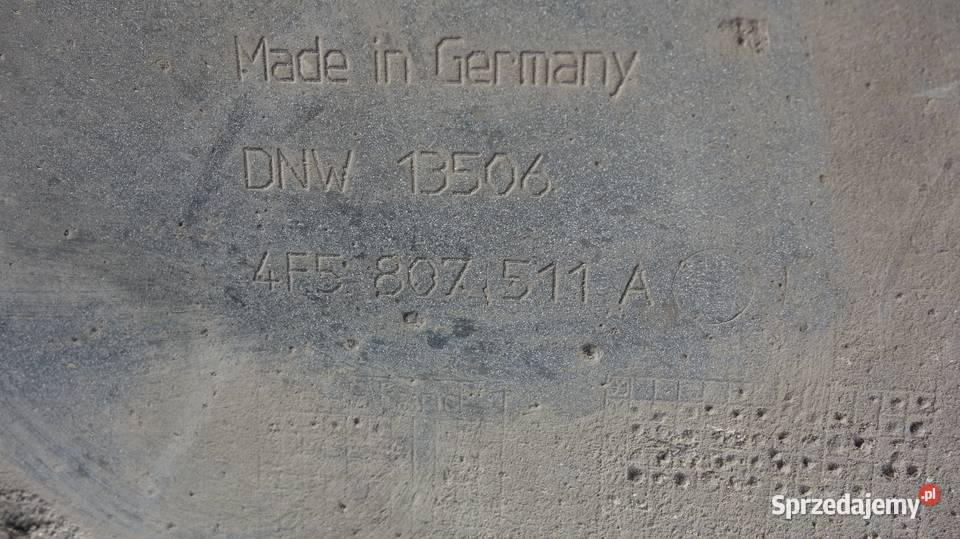 Made in Germany
DNW 13506
4F5 807 511 A
Sprzedajemy.pl